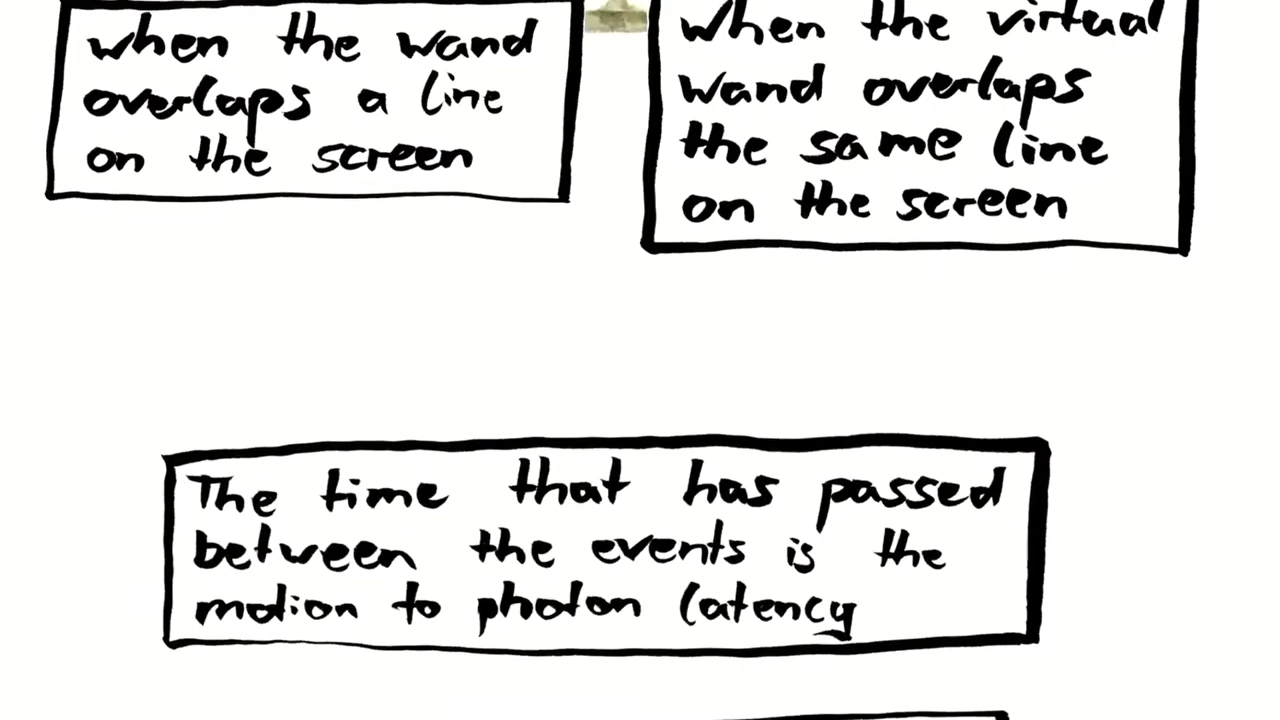 when the wand
overlaps a line
on the screen
when the virtual
wand overlaps
the same line
on the screen
The time that has passed
between the events is the
motion to photon latency